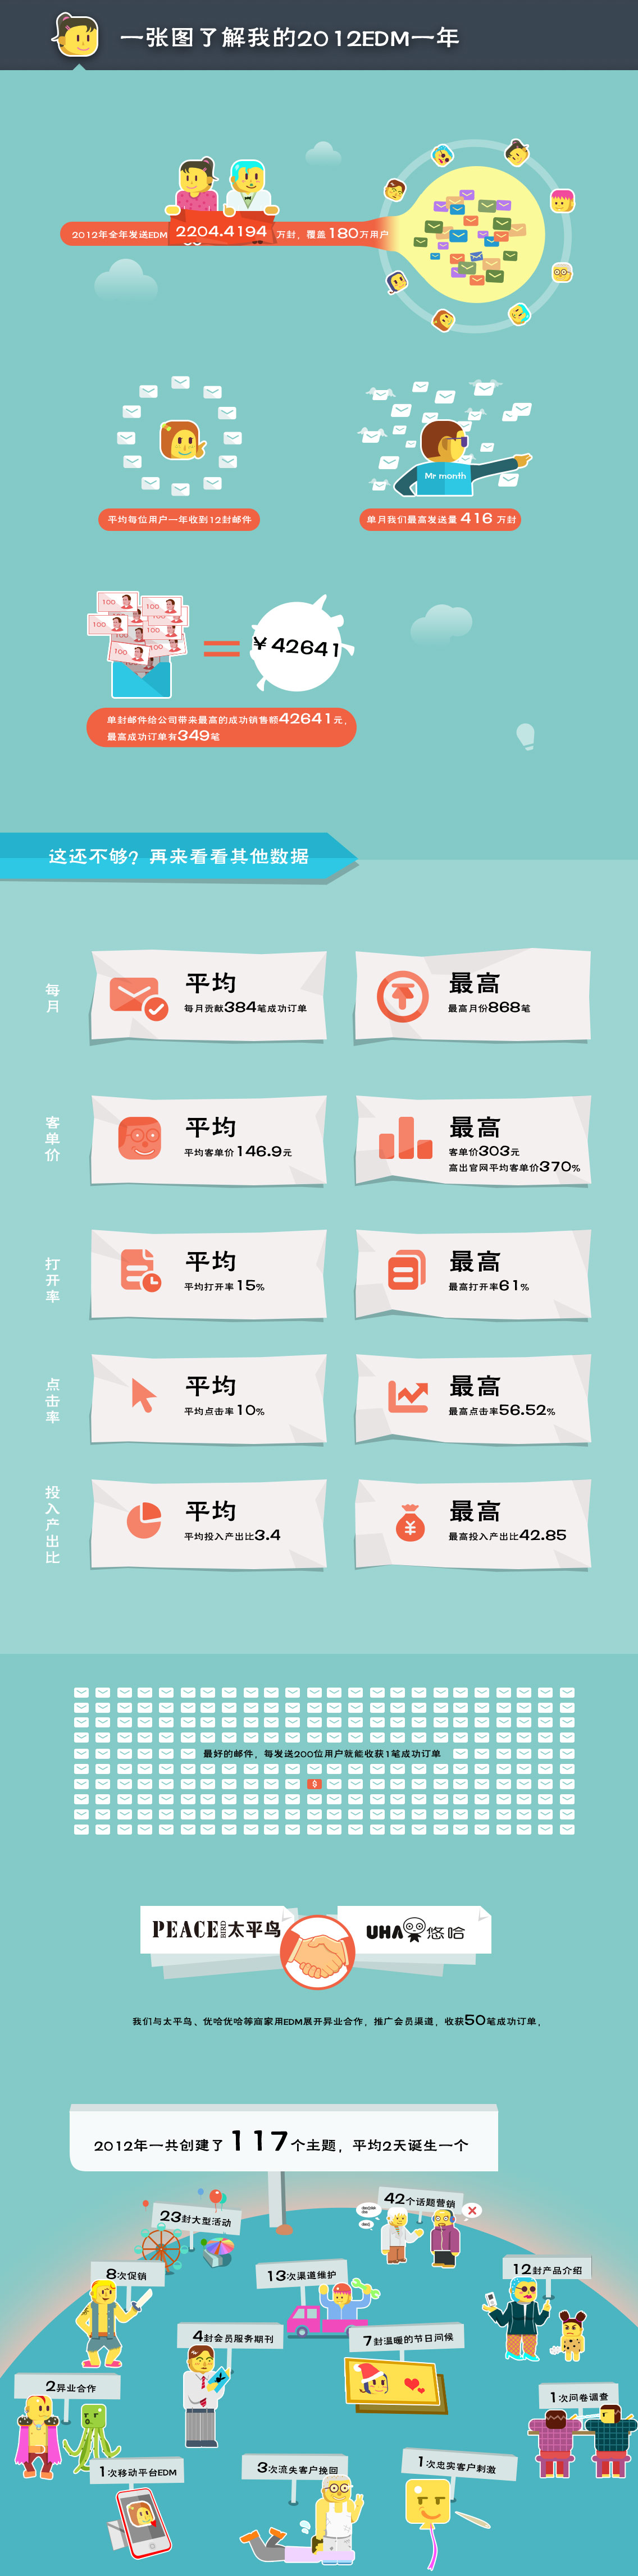 一张图了解我的2012EDM一年
2012年全年发送EDM 2204.4194 万封，覆盖180万用户
平均每位用户一年收到12封邮件
Mr month
单月我们最高发送量 416 万封
100
100
100
100
100
¥42641
单封邮件给公司带来最高的成功销售额42641元，
最高成功订单有349笔
这还不够？再来看看其他数据
每月
平均
每月贡献384笔成功订单
最高
最高月份868笔
客单价
平均
平均客单价146.9元
最高
客单价303元
高出官网平均客单价370%
打开率
平均
平均打开率15%
最高
最高打开率61%
点击率
平均
平均点击率10%
最高
最高点击率56.52%
投入产出比
平均
平均投入产出比3.4
最高
最高投入产出比42.85
最好的邮件，每发送200位用户就能收获1笔成功订单
$
PEACE BIRD 太平鸟
UHA 悠哈
我们与太平鸟、优哈优哈等商家用EDM展开异业合作，推广会员渠道，收获50笔成功订单，
2012年一共创建了 117个主题，平均2天诞生一个
23封大型活动
42个话题营销
8次促销
13次渠道维护
12封产品介绍
4封会员服务期刊
7封温暖的节日问候
2异业合作
1次问卷调查
1次移动平台EDM
3次流失客户挽回
1次忠实客户刺激